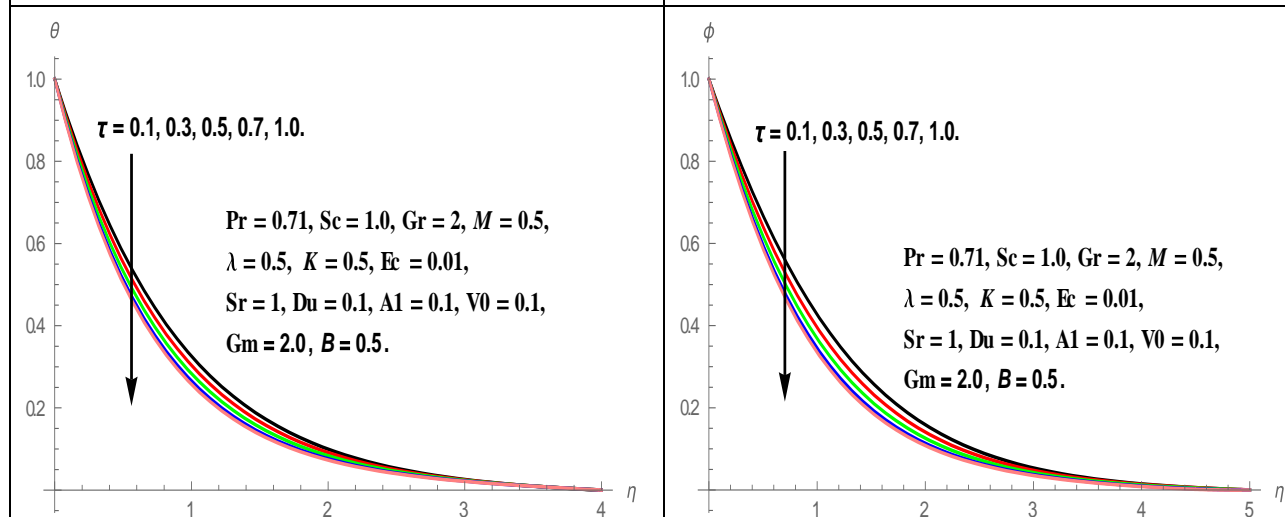 θ
1.0
τ = 0.1, 0.3, 0.5, 0.7, 1.0.
0.8
Pr = 0.71, Sc = 1.0, Gr = 2, M = 0.5,
0.6
λ = 0.5, K = 0.5, Ec = 0.01,
Sr = 1, Du = 0.1, A1 = 0.1, V0 = 0.1,
0.4
Gm = 2.0, B = 0.5.
0.2
η
1 2 3 4
ϕ
1.0
τ = 0.1, 0.3, 0.5, 0.7, 1.0.
0.8
0.6
Pr = 0.71, Sc = 1.0, Gr = 2, M = 0.5,
λ = 0.5, K = 0.5, Ec = 0.01,
0.4
Sr = 1, Du = 0.1, A1 = 0.1, V0 = 0.1,
Gm = 2.0, B = 0.5.
0.2
η
1 2 3 4 5